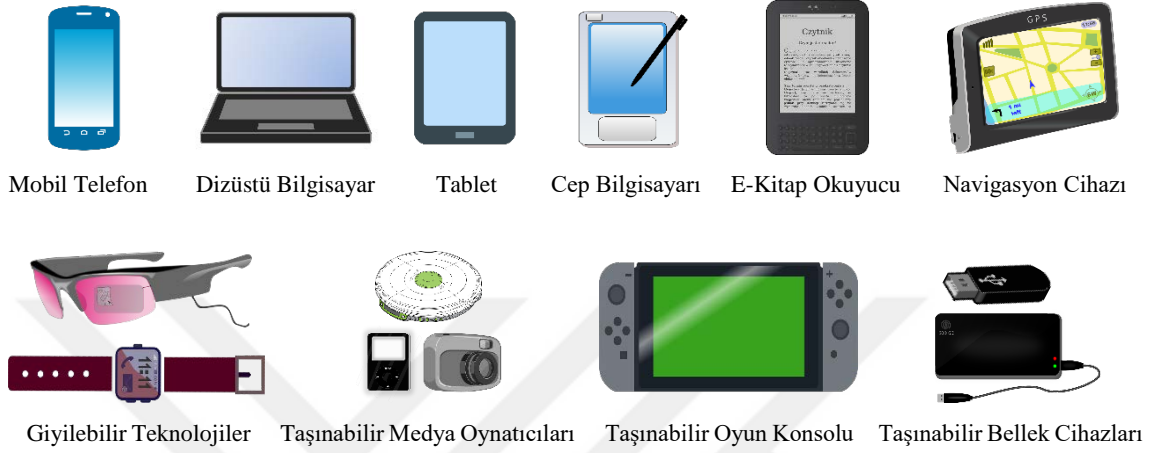 GPS
Czytnik
Mobil Telefon Dizüstü Bilgisayar Tablet Cep Bilgisayarı E-Kitap Okuyucu Navigasyon Cihazı
Giyilebilir Teknolojiler Taşınabilir Medya Oynatıcıları Taşınabilir Oyun Konsolu Taşınabilir Bellek Cihazları